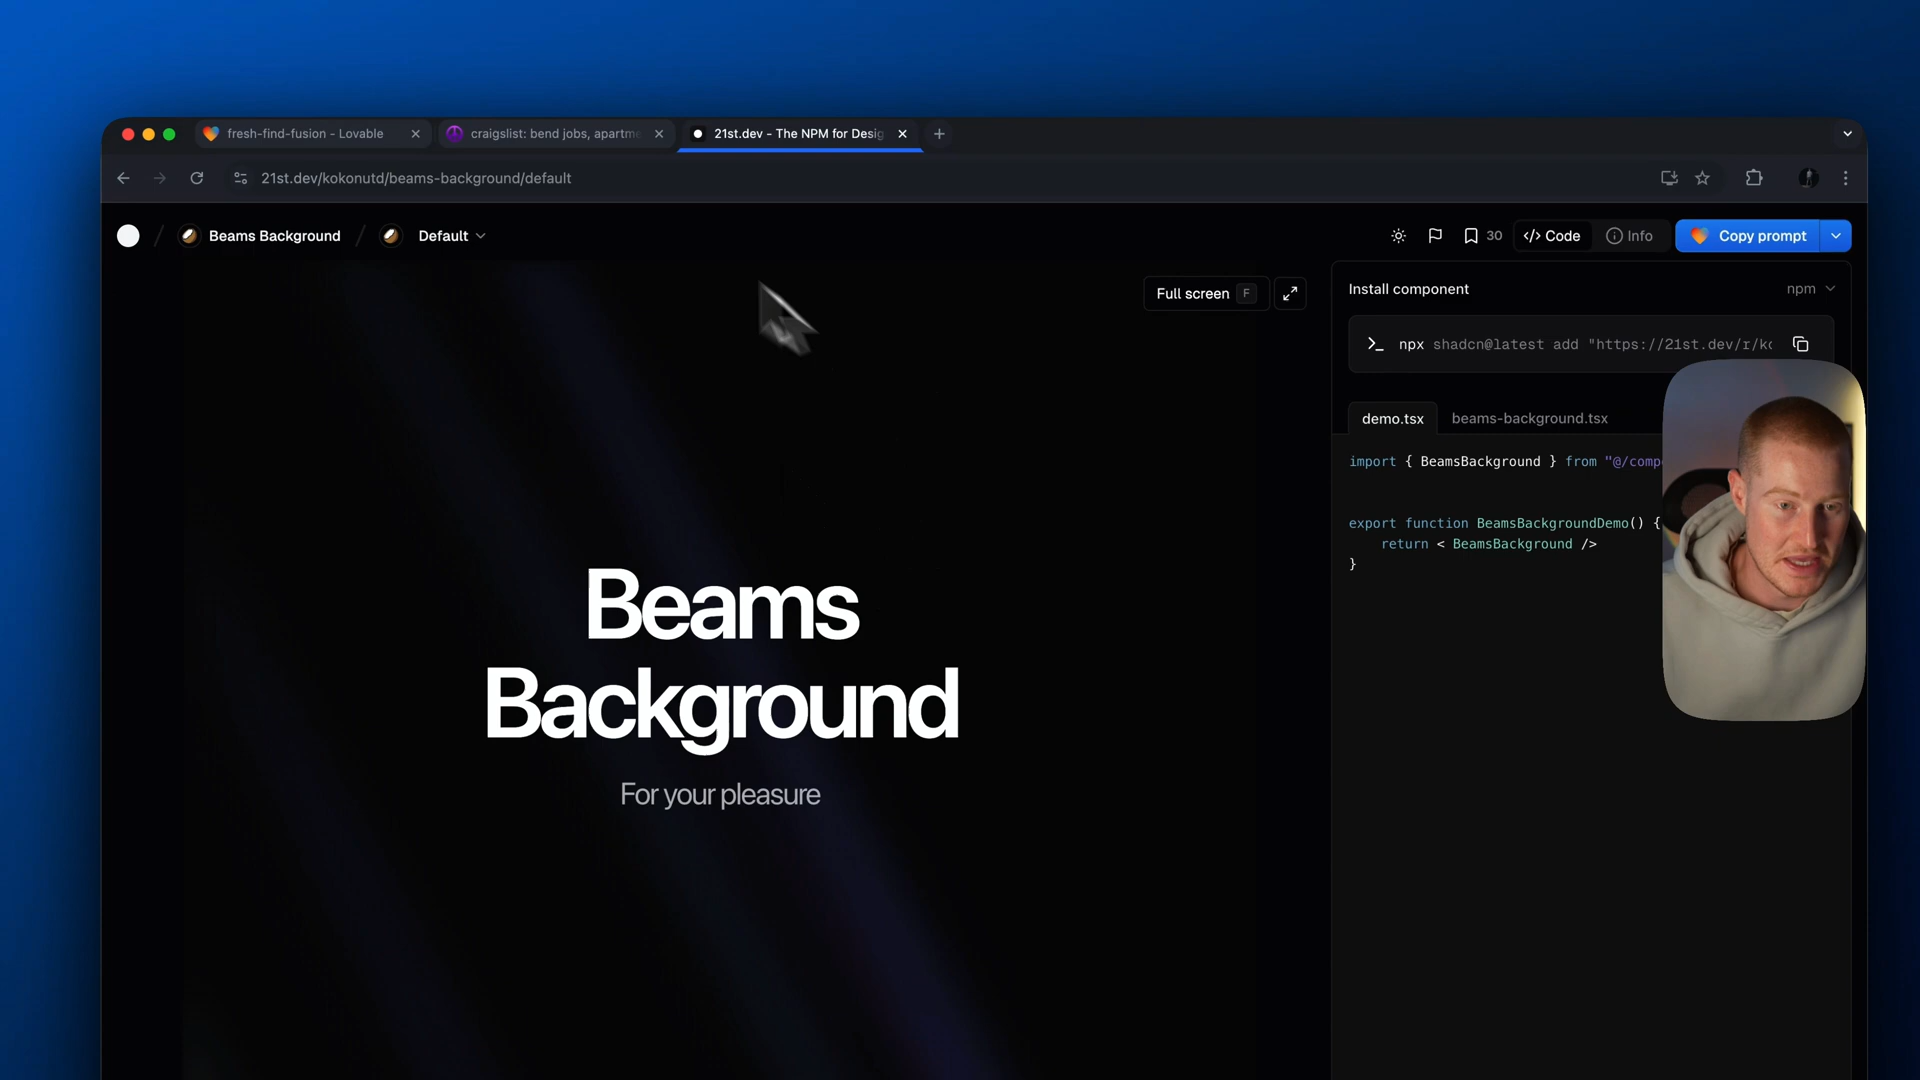 fresh-find-fusion - Lovable
craigslist: bend jobs, apartm
21st.dev - The NPM for Desig
21st.dev/kokonutd/beams-background/default
/ Beams Background / Default
30
</> Code
Info
Copy prompt
Full screen F
Install component
npm
>_ npx shadcn@latest add "https://21st.dev/r/kc
demo.tsx
beams-background.tsx
import { BeamsBackground } from "@/comp
export function BeamsBackgroundDemo() {
return < BeamsBackground />
}
Beams
Background
For your pleasure